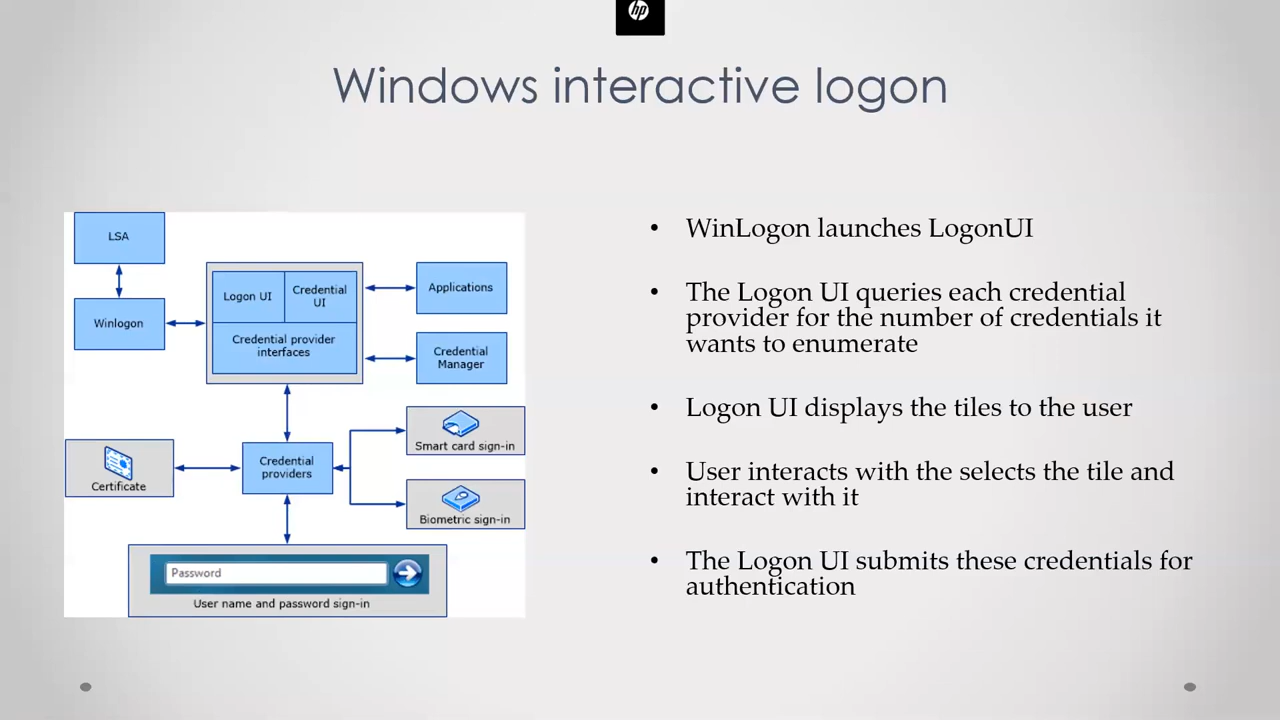 hp
Windows interactive logon
LSA
Winlogon
Logon UI
Credential
UI
Credential provider
interfaces
Applications
Credential
Manager
Smart card sign-in
Credential
providers
Certificate
Biometric sign-in
Password
User name and password sign-in
• WinLogon launches LogonUI
• The Logon UI queries each credential
provider for the number of credentials it
wants to enumerate
• Logon UI displays the tiles to the user
• User interacts with the selects the tile and
interact with it
• The Logon UI submits these credentials for
authentication